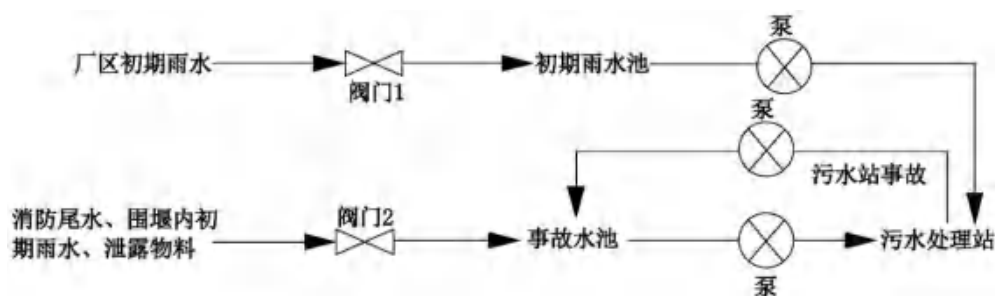 泵
厂区初期雨水
初期雨水池
阀门1
泵
污水站事故
消防尾水、围堰内初
期雨水、泄露物料
阀门2
事故水池
污水处理站
泵